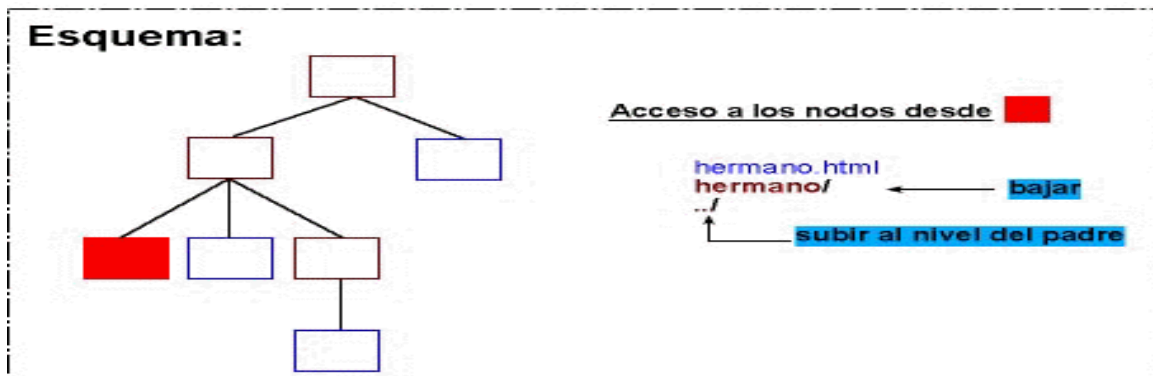 Esquema:
Acceso a los nodos desde
hermano.html
hermano/
bajar
../
subir al nivel del padre